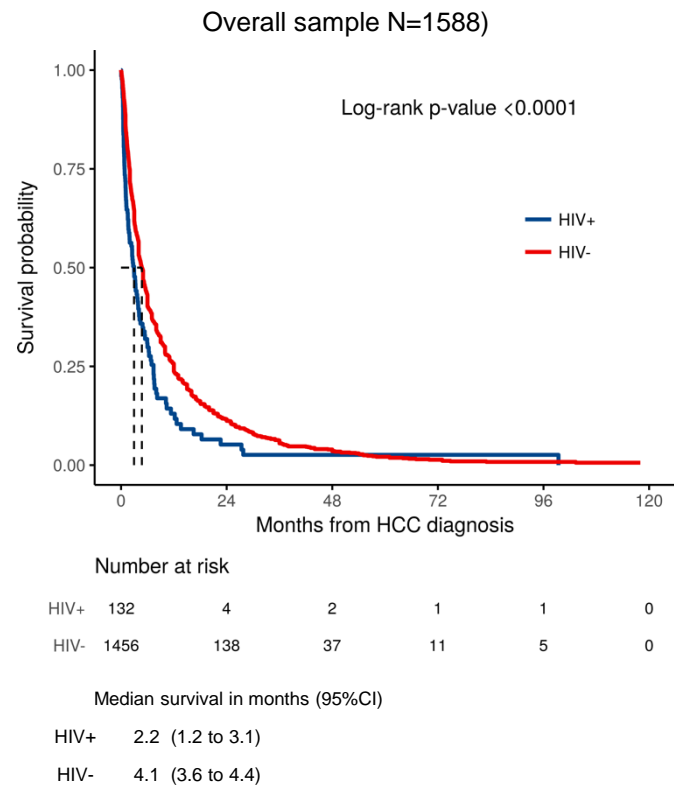 Overall sample N=1588)
1.00
0.75
0.50
0.25
0.00
Survival probability
Log-rank p-value <0.0001
HIV+
HIV-
0 24 48 72 96 120
Months from HCC diagnosis
Number at risk
HIV+ 132 4 2 1 1 0
HIV- 1456 138 37 11 5 0
Median survival in months (95%CI)
HIV+ 2.2 (1.2 to 3.1)
HIV- 4.1 (3.6 to 4.4)